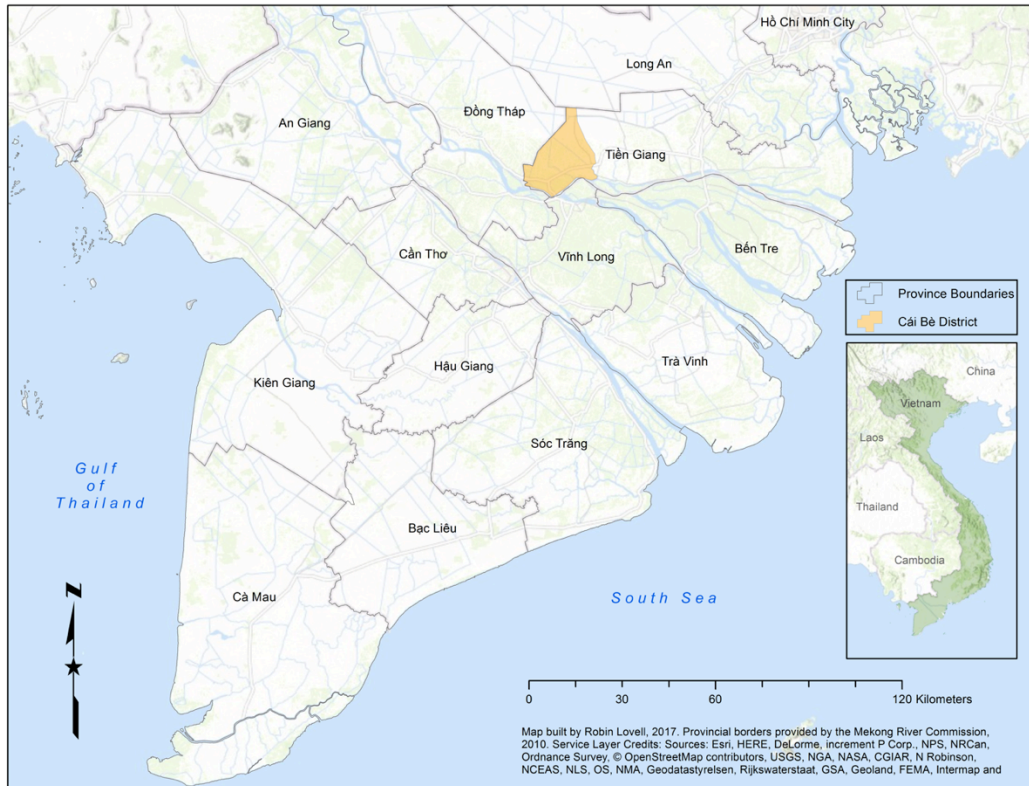 Hồ Chí Minh City
Long An
Đồng Tháp
An Giang
Tiền Giang
Cần Thơ
Vĩnh Long
Bến Tre
Province Boundaries
Cái Bè District
Kiên Giang
Hậu Giang
Trà Vinh
Sóc Trăng
Gulf
of
Thailand
Bạc Liêu
Cà Mau
South Sea
China
Vietnam
Laos
Thailand
Cambodia
N
0 30 60 120 Kilometers
Map built by Robin Lovell, 2017. Provincial borders provided by the Mekong River Commission,
2010. Service Layer Credits: Sources: Esri, HERE, DeLorme, increment P Corp., NPS, NRCan,
Ordnance Survey, © OpenStreetMap contributors, USGS, NGA, NASA, CGIAR, N Robinson,
NCEAS, NLS, OS, NMA, Geodatastyrelsen, Rijkswaterstaat, GSA, Geoland, FEMA, Intermap and